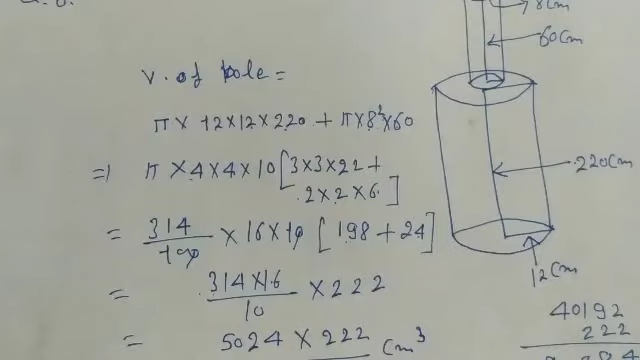 8cm
60cm
V. of pole =
π × 12×12×220 + π×8²×60
= π ×4×4×10[3×3×22+
2×2×6]
= 314/100 × 16×10 [198+24]
220cm
12cm
= 314×16/10 ×222
= 5024×222 cm³
40192
222